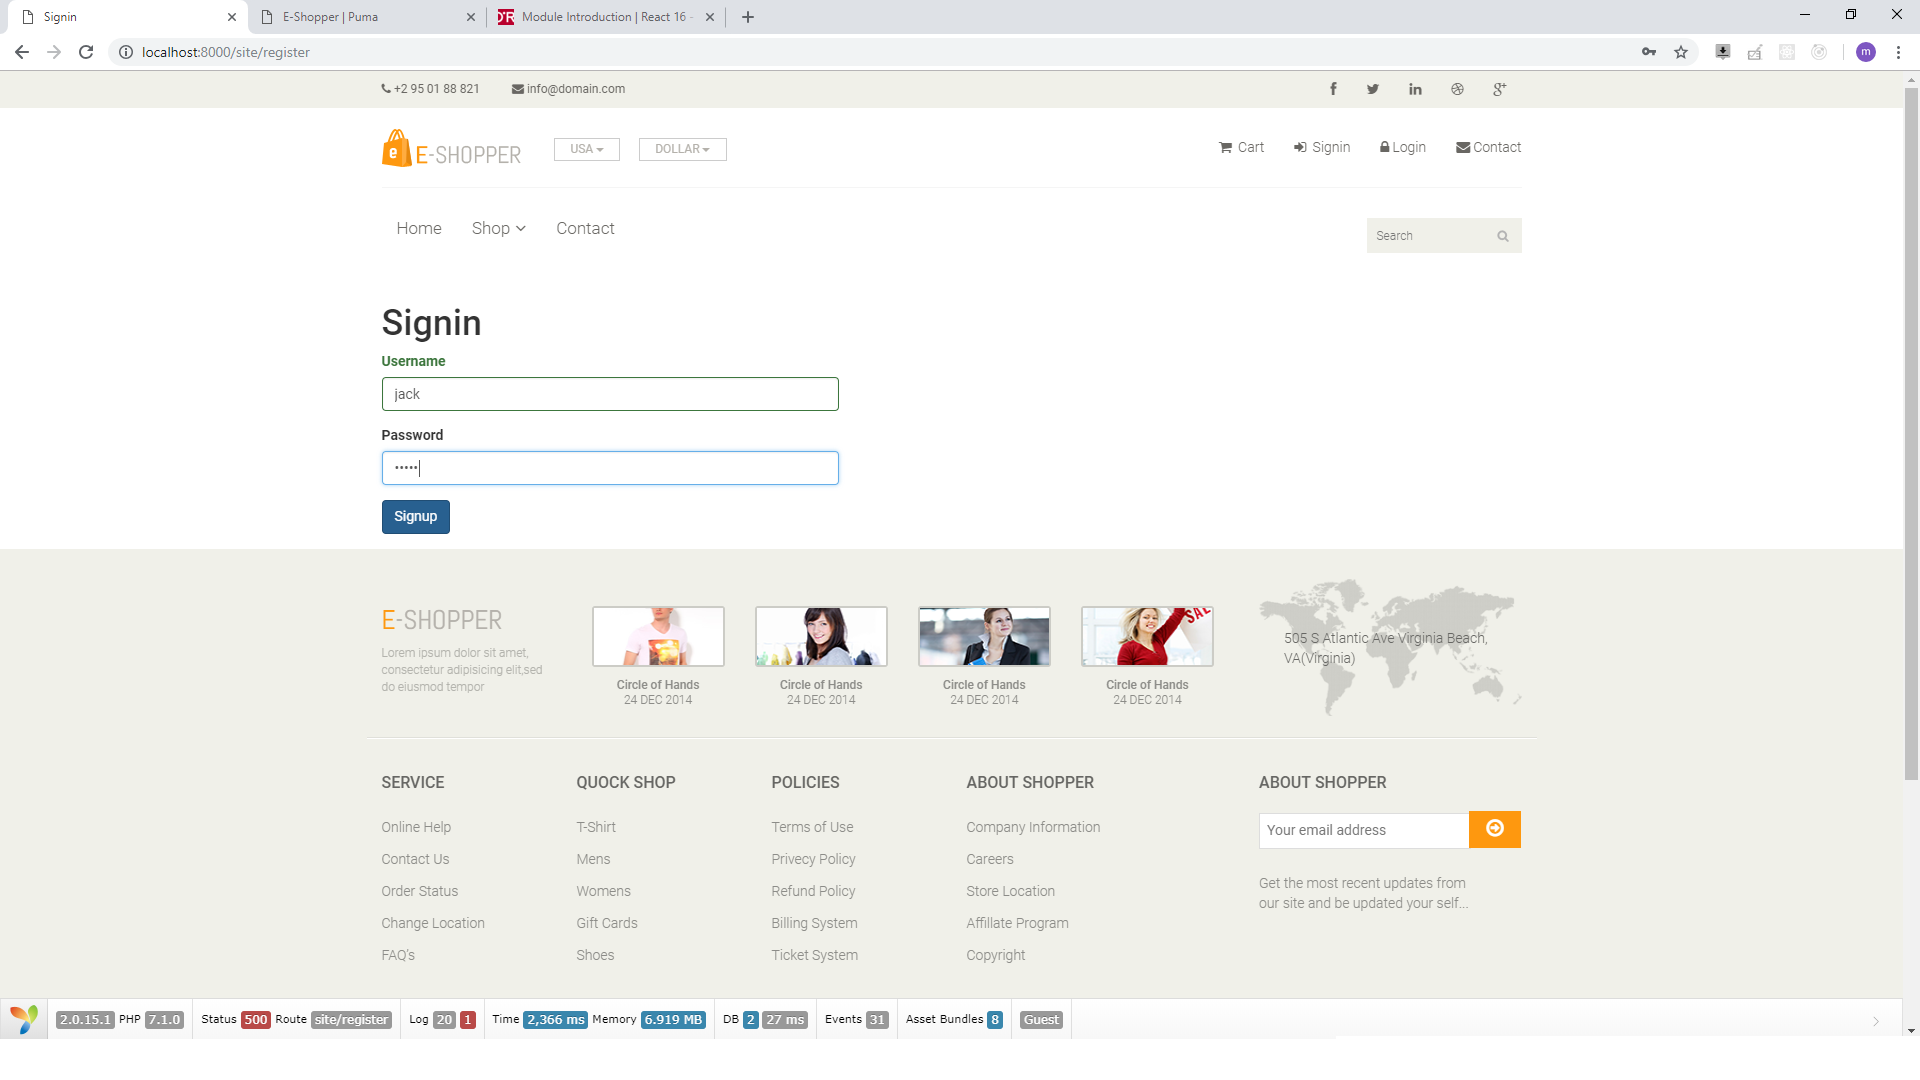 Signin
E-Shopper | Puma
Module Introduction | React 16 -
localhost:8000/site/register
m
+2 95 01 88 821
info@domain.com
e E-SHOPPER
USA
DOLLAR
Cart
Signin
Login
Contact
Home
Shop
Contact
Search
Signin
Username
jack
Password
•••••
Signup
E-SHOPPER
Lorem ipsum dolor sit amet,
consectetur adipisicing elit,sed
do eiusmod tempor
Circle of Hands
24 DEC 2014
Circle of Hands
24 DEC 2014
Circle of Hands
24 DEC 2014
SALE
Circle of Hands
24 DEC 2014
505 S Atlantic Ave Virginia Beach,
VA(Virginia)
SERVICE
Online Help
Contact Us
Order Status
Change Location
FAQ's
QUOCK SHOP
T-Shirt
Mens
Womens
Gift Cards
Shoes
POLICIES
Terms of Use
Privecy Policy
Refund Policy
Billing System
Ticket System
ABOUT SHOPPER
Company Information
Careers
Store Location
Affillate Program
Copyright
ABOUT SHOPPER
Your email address
Get the most recent updates from
our site and be updated your self...
2.0.15.1 PHP 7.1.0 Status 500 Route site/register Log 20 1 Time 2,366 ms Memory 6.919 MB DB 2 27 ms Events 31 Asset Bundles 8 Guest